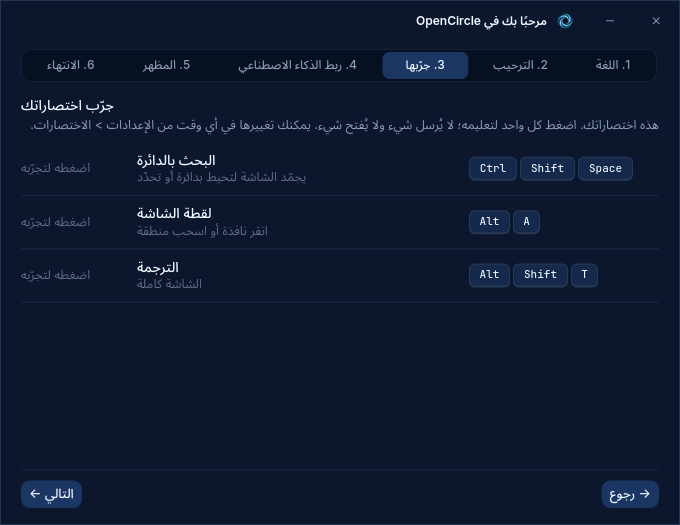 مرحبًا بك في OpenCircle
1. اللغة
2. الترحيب
3. جرّبها
4. ربط الذكاء الاصطناعي
5. المظهر
6. الانتهاء
جرّب اختصاراتك
هذه اختصاراتك. اضغط كل واحد لتعليمه؛ لا يُرسل شيء ولا يُفتح شيء. يمكنك تغييرها في أي وقت من الإعدادات > الاختصارات.
Ctrl Shift Space
البحث بالدائرة
يجمّد الشاشة لتحيط بدائرة أو تحدّد
اضغطه لتجرّبه
Alt A
لقطة الشاشة
انقر نافذة أو اسحب منطقة
اضغطه لتجرّبه
Alt Shift T
الترجمة
الشاشة كاملة
اضغطه لتجرّبه
→ رجوع
التالي ←